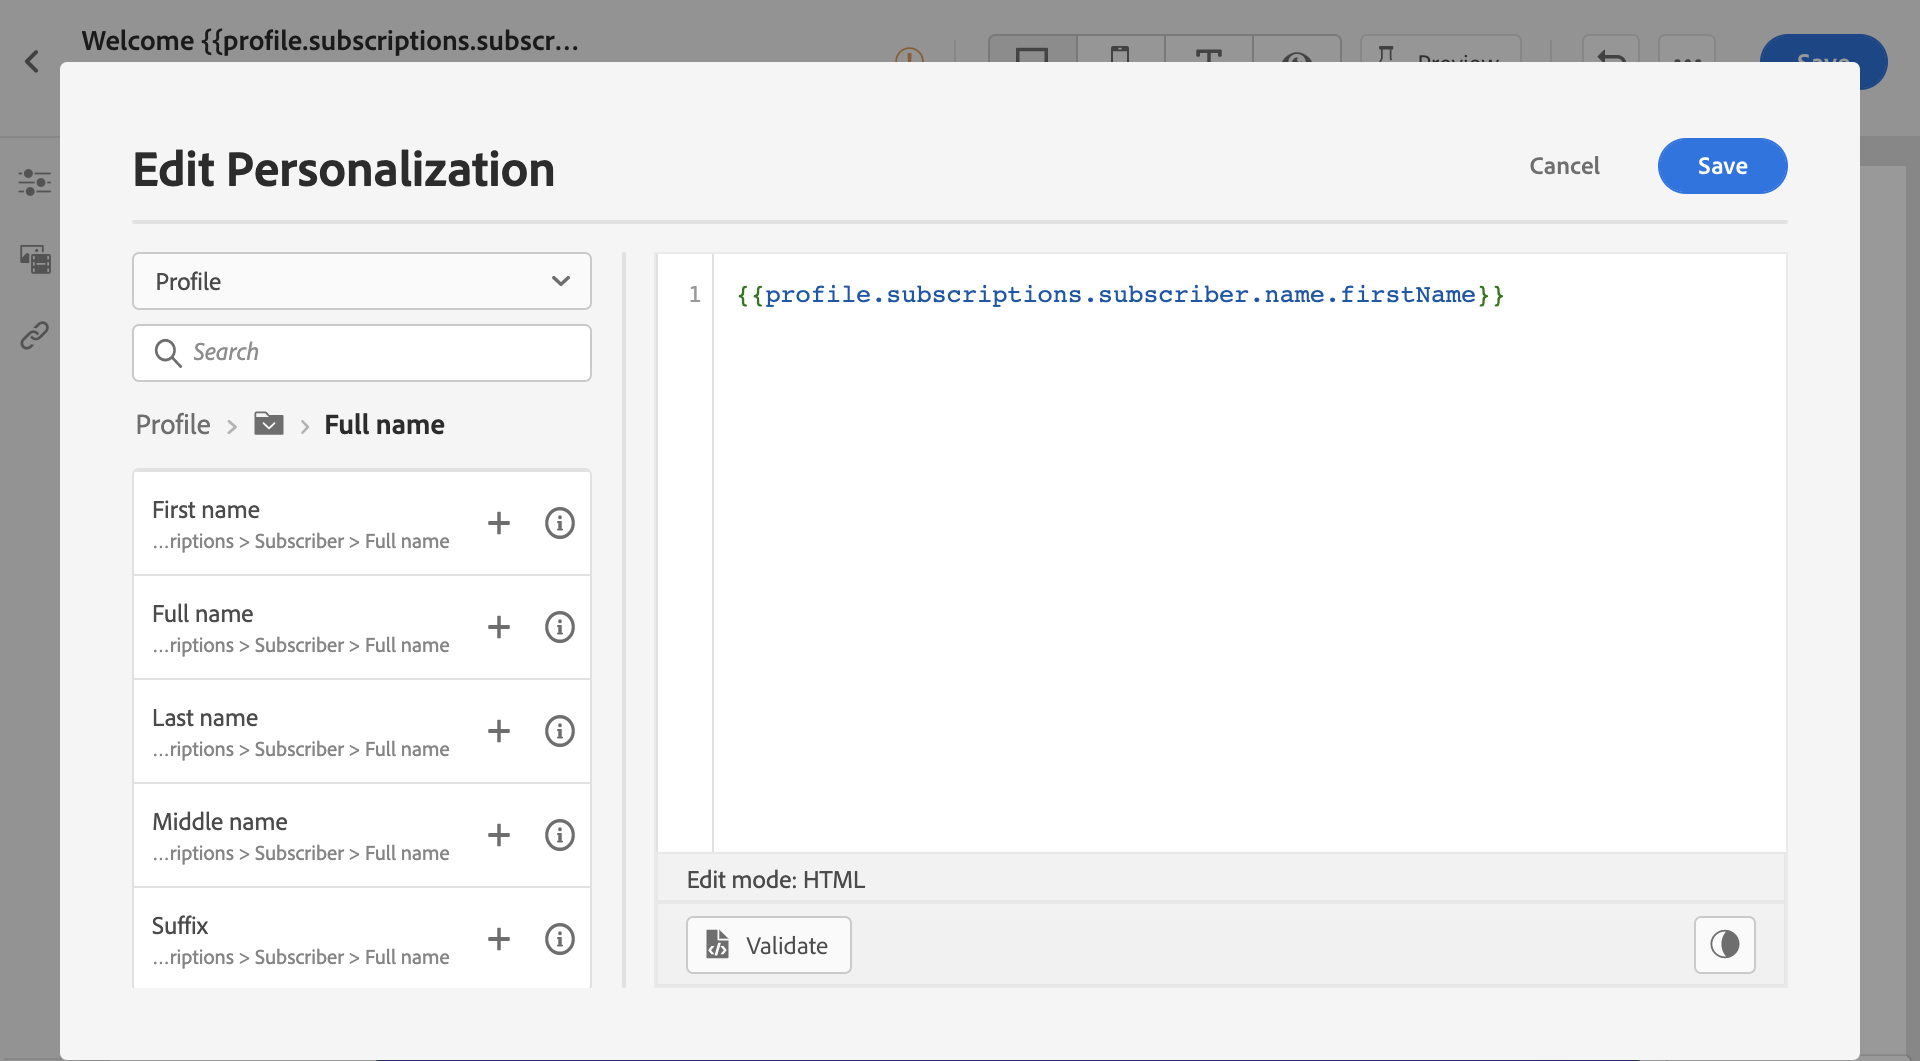 Welcome {{profile.subscriptions.subscr...
Preview
Save
Edit Personalization
Cancel
Save
Profile
Search
Profile > > Full name
First name
...riptions > Subscriber > Full name
Full name
...riptions > Subscriber > Full name
Last name
...riptions > Subscriber > Full name
Middle name
...riptions > Subscriber > Full name
Suffix
...riptions > Subscriber > Full name
1 {{profile.subscriptions.subscriber.name.firstName}}
Edit mode: HTML
Validate